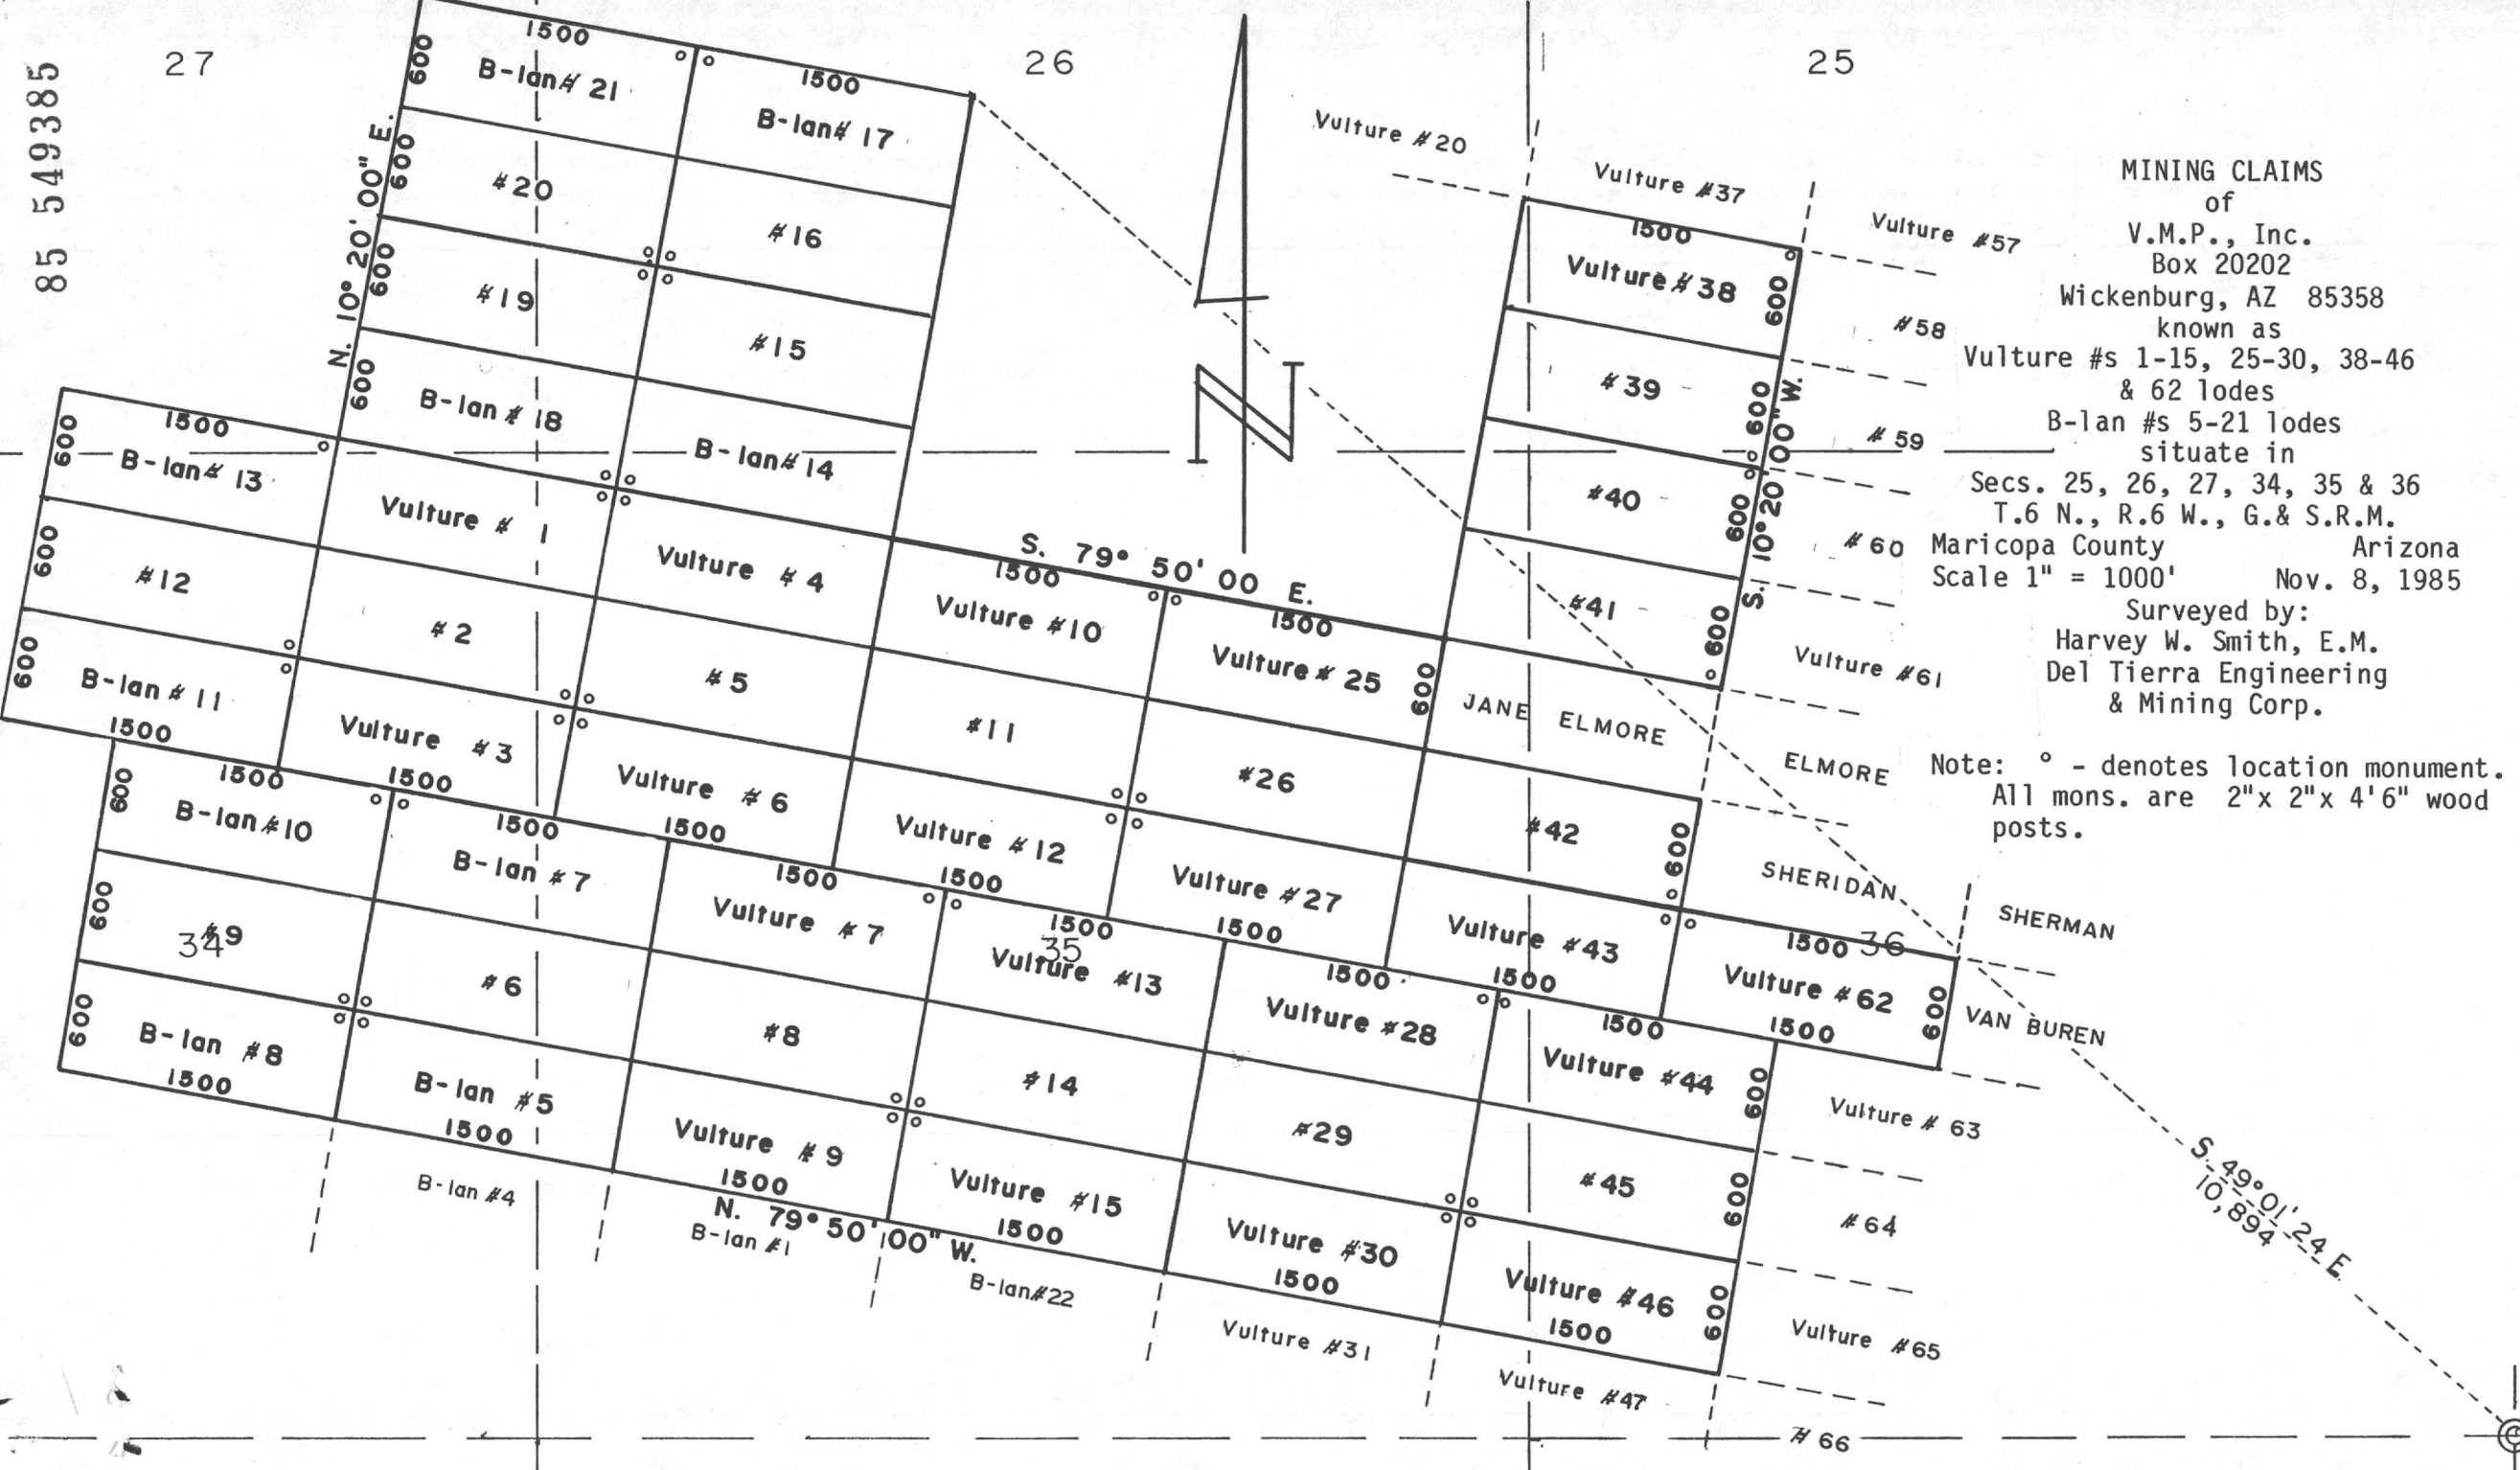 85 549385
27
26
25
1500
600
B-lan # 21
1500
B-lan # 17
600
#20
#16
N. 10° 20' 00" E.
600
#19
#15
600
B-lan # 18
B-lan # 14
Vulture #20
Vulture #37
Vulture #57
1500
Vulture # 38
600
#58
#39
600
#59
#40
600
S. 10° 20' 00" W.
#60
#41
600
Vulture #61
MINING CLAIMS
of
V.M.P., Inc.
Box 20202
Wickenburg, AZ 85358
known as
Vulture #s 1-15, 25-30, 38-46
& 62 lodes
B-lan #s 5-21 lodes
situate in
Secs. 25, 26, 27, 34, 35 & 36
T.6 N., R.6 W., G.& S.R.M.
Maricopa County Arizona
Scale 1" = 1000' Nov. 8, 1985
Surveyed by:
Harvey W. Smith, E.M.
Del Tierra Engineering
& Mining Corp.
Note: ° - denotes location monument.
All mons. are 2"x 2"x 4'6" wood
posts.
N
1500
600
B-lan # 13
Vulture # 1
Vulture # 4
S. 79° 50' 00 E.
1500
Vulture #10
1500
Vulture # 25
600
JANE ELMORE
ELMORE
600
#12
#2
#5
#11
#26
#42
600
SHERIDAN
SHERMAN
600
B-lan # 11
1500
Vulture #3
1500
Vulture # 6
1500
Vulture # 12
1500
Vulture #27
1500
Vulture #43
1500
1500 36
Vulture #62
1500
600
VAN BUREN
600
1500
B-lan #10
1500
B-lan #7
1500
Vulture #7
1500
35
Vulture #13
1500
Vulture #28
1500
Vulture #44
600
Vulture # 63
600
#9
34
#6
#8
#14
#29
#45
600
#64
600
B-lan #8
1500
B-lan #5
1500
Vulture #9
1500
Vulture #15
1500
Vulture #30
1500
Vulture #46
1500
600
Vulture #65
N. 79° 50' 00" W.
B-lan #4
B-lan #1
B-lan #22
Vulture #31
Vulture #47
#66
S. 49° 01' 24 E.
10,894